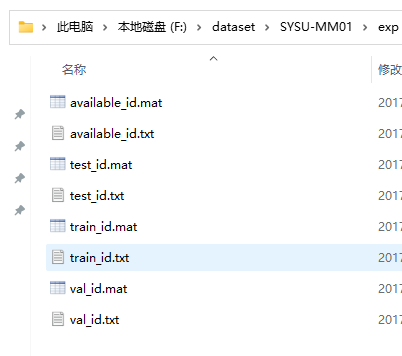 此电脑 > 本地磁盘 (F:) > dataset > SYSU-MM01 > exp
名称 修改
available_id.mat 2017
available_id.txt 2017
test_id.mat 2017
test_id.txt 2017
train_id.mat 2017
train_id.txt 2017
val_id.mat 2017
val_id.txt 2017